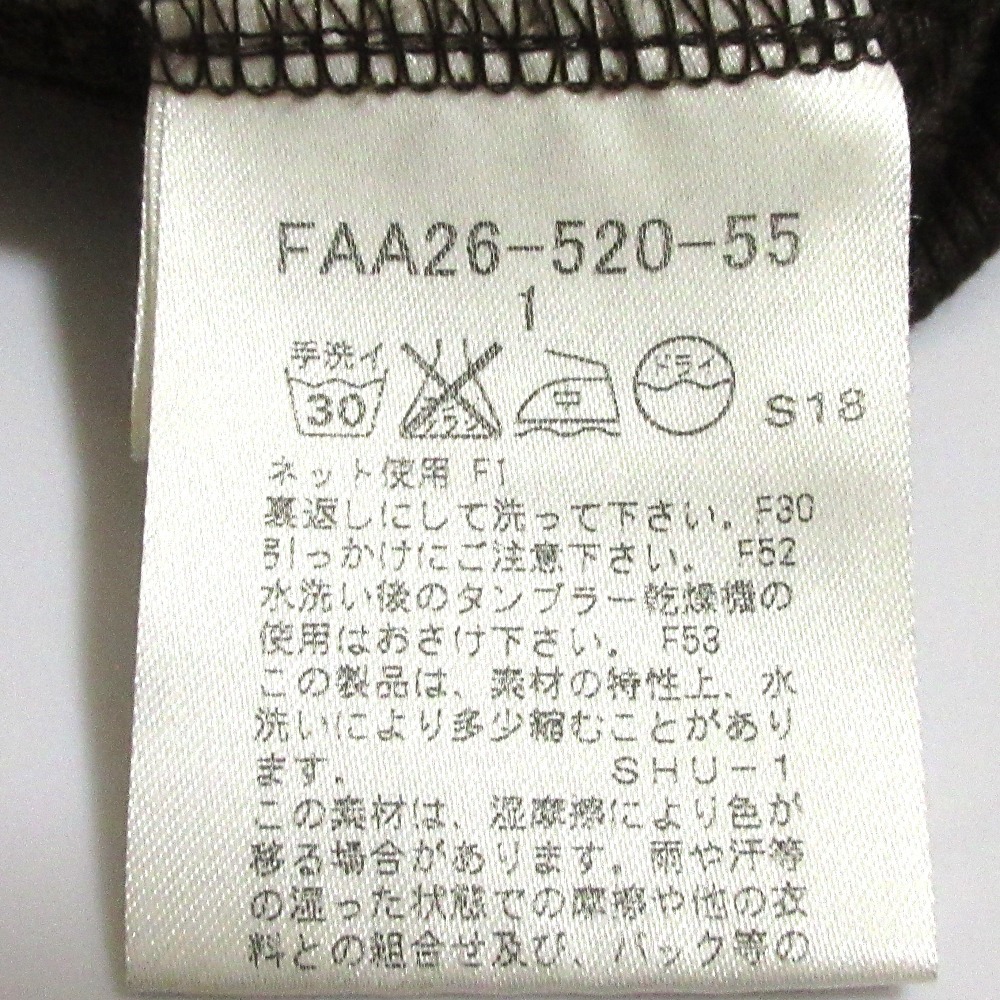 FAA26-520-55
1
手洗イ
30
エンソ
サラシ
中
ドライ
S18
ネット使用 F1
裏返しにして洗って下さい。 F30
引っかけにご注意下さい。 F52
水洗い後のタンブラー乾燥機の
使用はおさけ下さい。 F53
この製品は、素材の特性上、水
洗いにより多少縮むことがあり
ます。 SHU-1
この素材は、湿摩擦により色が
移る場合があります。雨や汗等
の湿った状態での摩擦や他の衣
料との組合せ及び、バック等の